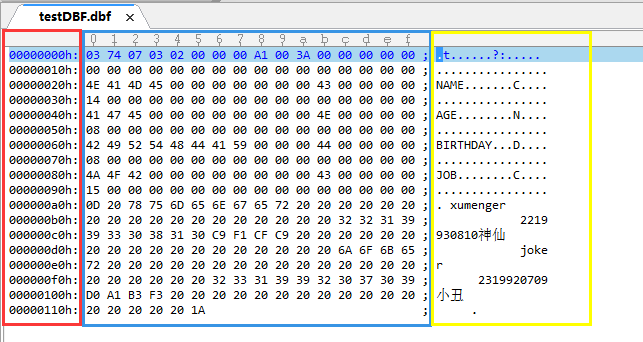 testDBF.dbf x
0 1 2 3 4 5 6 7 8 9 a b c d e f
00000000h: 03 74 07 03 02 00 00 00 A1 00 3A 00 00 00 00 00 ; .t......?:.....
00000010h: 00 00 00 00 00 00 00 00 00 00 00 00 00 00 00 00 ; ................
00000020h: 4E 41 4D 45 00 00 00 00 00 00 00 43 00 00 00 00 ; NAME.......C....
00000030h: 14 00 00 00 00 00 00 00 00 00 00 00 00 00 00 00 ; ................
00000040h: 41 47 45 00 00 00 00 00 00 00 00 4E 00 00 00 00 ; AGE........N....
00000050h: 08 00 00 00 00 00 00 00 00 00 00 00 00 00 00 00 ; ................
00000060h: 42 49 52 54 48 44 41 59 00 00 00 44 00 00 00 00 ; BIRTHDAY...D....
00000070h: 08 00 00 00 00 00 00 00 00 00 00 00 00 00 00 00 ; ................
00000080h: 4A 4F 42 00 00 00 00 00 00 00 00 43 00 00 00 00 ; JOB........C....
00000090h: 15 00 00 00 00 00 00 00 00 00 00 00 00 00 00 00 ; ................
000000a0h: 0D 20 78 75 6D 65 6E 67 65 72 20 20 20 20 20 20 ; . xumenger
000000b0h: 20 20 20 20 20 20 20 20 20 20 20 20 32 32 31 39 ; 2219
000000c0h: 39 33 30 38 31 30 C9 F1 CF C9 20 20 20 20 20 20 ; 930810神仙
000000d0h: 20 20 20 20 20 20 20 20 20 20 20 20 6A 6F 6B 65 ; joke
000000e0h: 72 20 20 20 20 20 20 20 20 20 20 20 20 20 20 20 ; r
000000f0h: 20 20 20 20 20 20 32 33 31 39 39 32 30 37 30 39 ; 2319920709
00000100h: D0 A1 B3 F3 20 20 20 20 20 20 20 20 20 20 20 20 ; 小丑
00000110h: 20 20 20 20 20 1A ; .